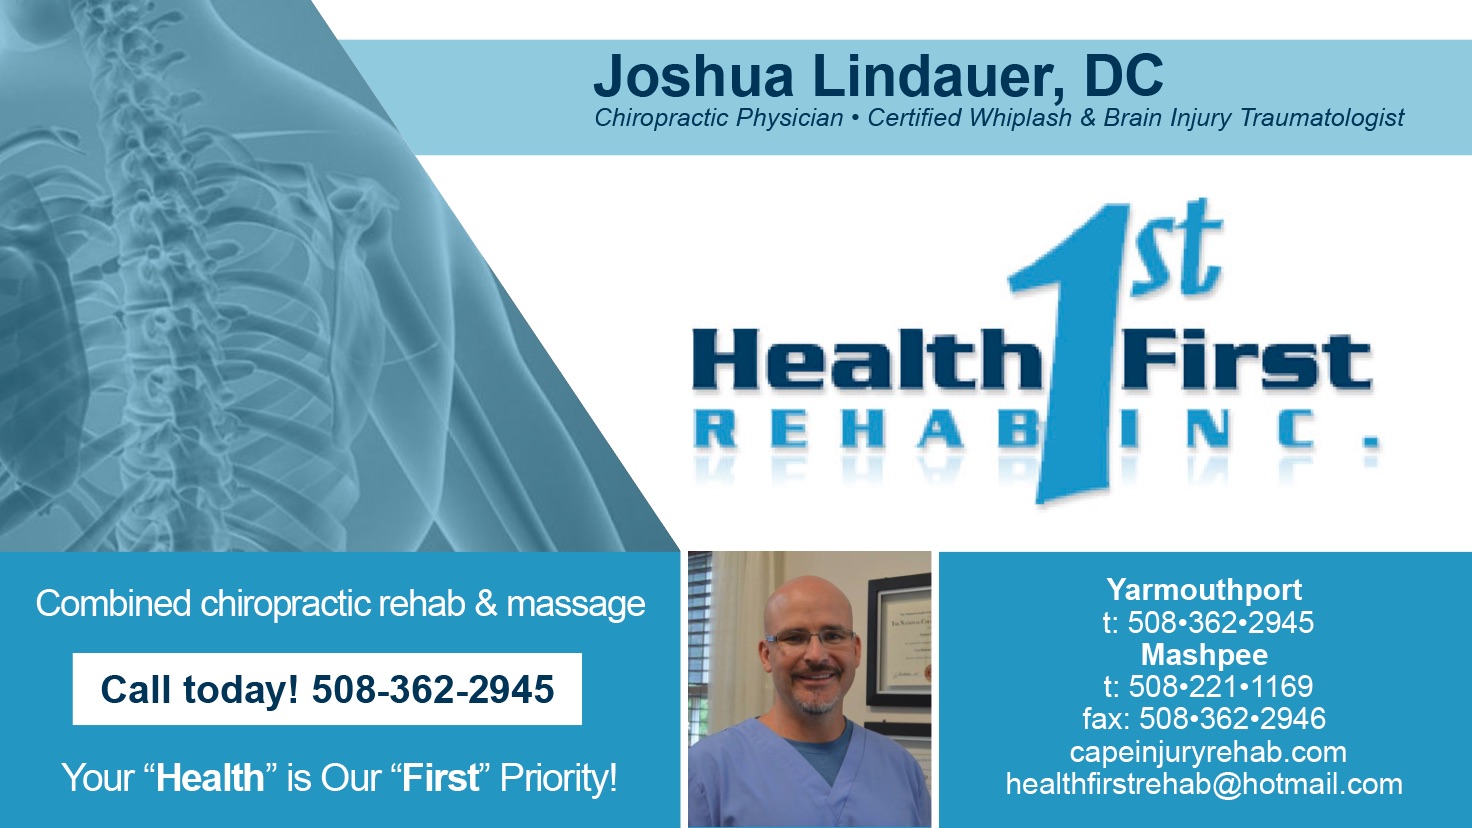 Joshua Lindauer, DC
Chiropractic Physician • Certified Whiplash & Brain Injury Traumatologist
1st
Health First
REHAB INC.
Combined chiropractic rehab & massage
Call today! 508-362-2945
Your “Health” is Our “First” Priority!
Yarmouthport
t: 508•362•2945
Mashpee
t: 508•221•1169
fax: 508•362•2946
capeinjuryrehab.com
healthfirstrehab@hotmail.com